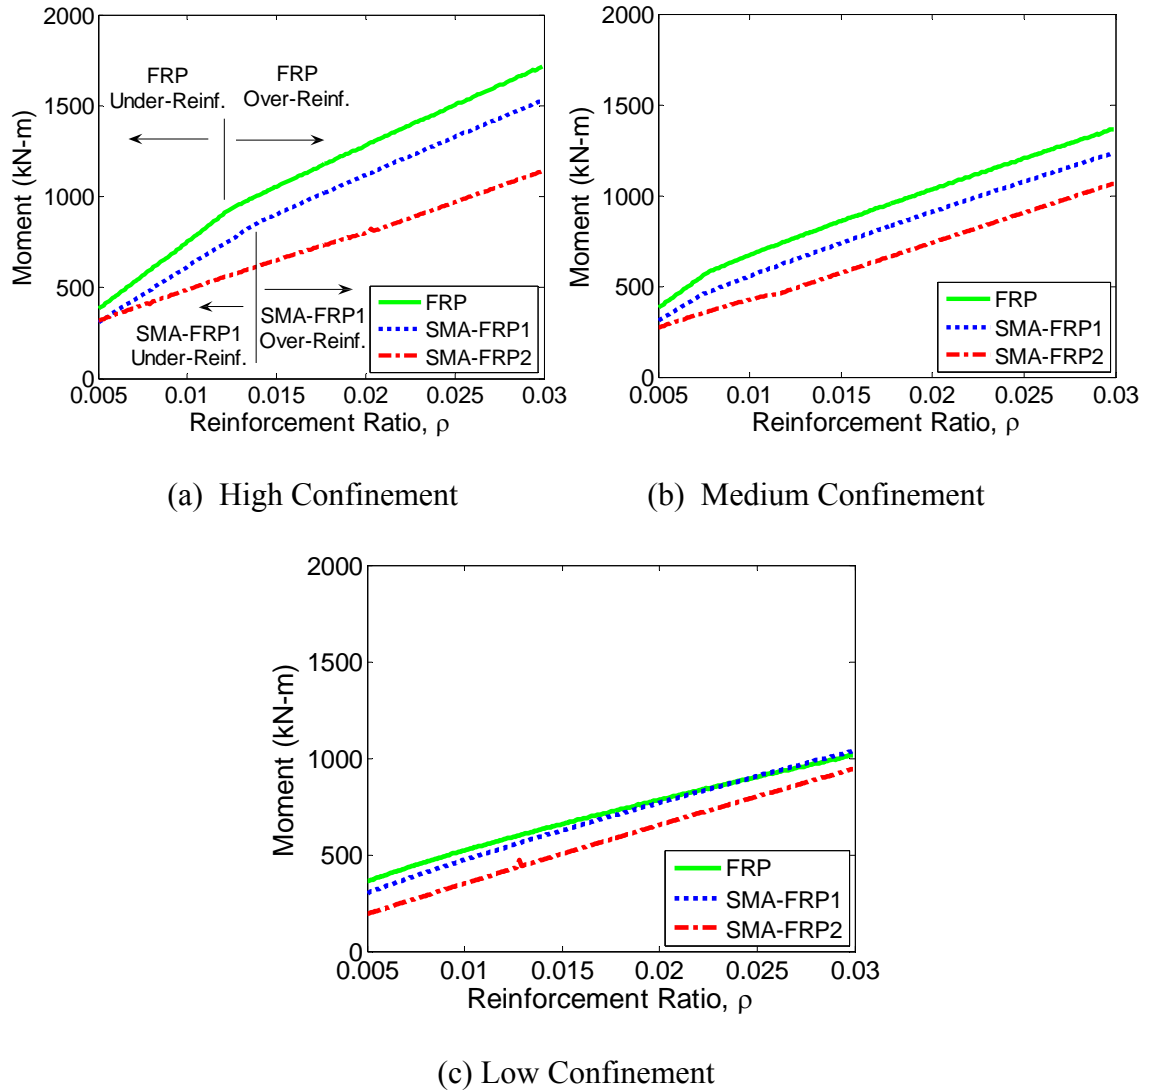 2000
1500
1000
500
0
Moment (kN-m)
FRP
Under-Reinf.
FRP
Over-Reinf.
SMA-FRP1
Under-Reinf.
SMA-FRP1
Over-Reinf.
FRP
SMA-FRP1
SMA-FRP2
0.005 0.01 0.015 0.02 0.025 0.03
Reinforcement Ratio, ρ
(a) High Confinement
2000
1500
1000
500
0
Moment (kN-m)
FRP
SMA-FRP1
SMA-FRP2
0.005 0.01 0.015 0.02 0.025 0.03
Reinforcement Ratio, ρ
(b) Medium Confinement
2000
1500
1000
500
0
Moment (kN-m)
FRP
SMA-FRP1
SMA-FRP2
0.005 0.01 0.015 0.02 0.025 0.03
Reinforcement Ratio, ρ
(c) Low Confinement